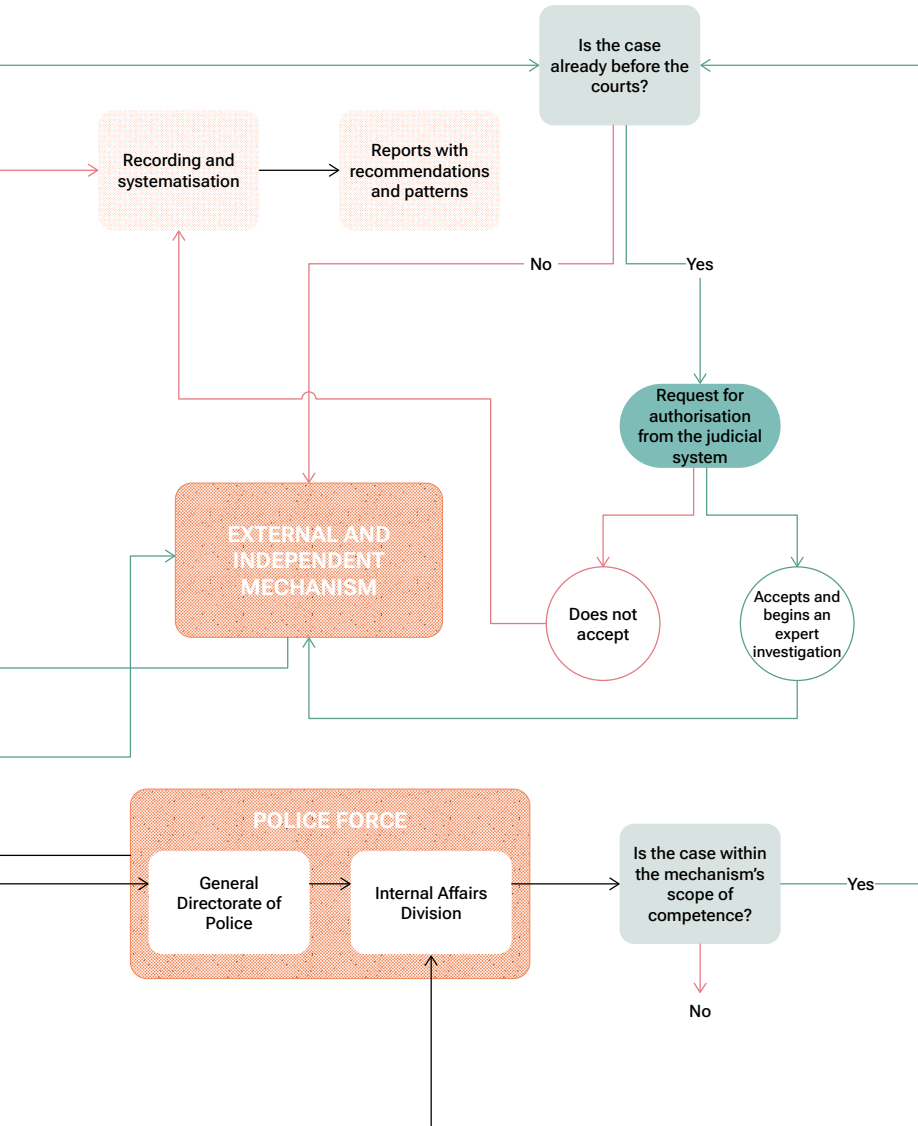 Is the case
already before the
courts?
Recording and
systematisation
Reports with
recommendations
and patterns
No
Yes
Request for
authorisation
from the judicial
system
EXTERNAL AND
INDEPENDENT
MECHANISM
Does not
accept
Accepts and
begins an
expert
investigation
POLICE FORCE
General
Directorate of
Police
Internal Affairs
Division
Is the case within
the mechanism’s
scope of
competence?
Yes
No